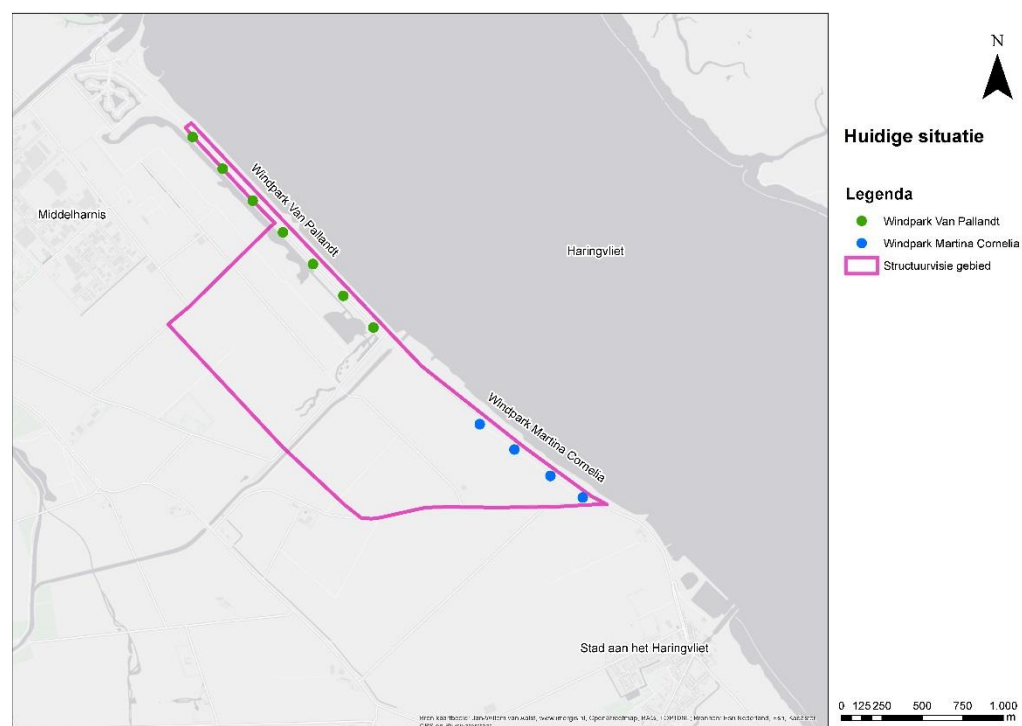 N
Huidige situatie
Legenda
Windpark Van Pallandt
Windpark Martina Cornelia
Structuurvisie gebied
Middelharnis
Windpark Van Pallandt
Haringvliet
Windpark Martina Cornelia
Stad aan het Haringvliet
0 125 250 500 750 1.000
m